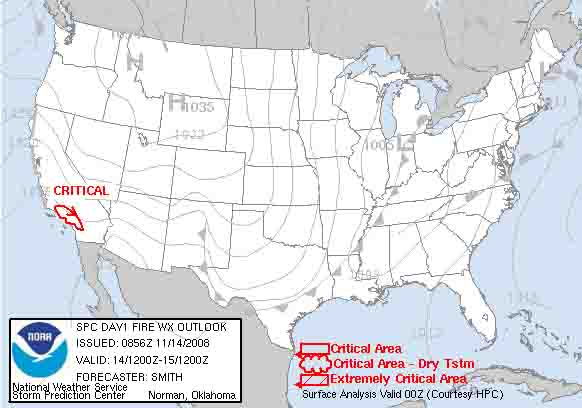 H
H
1035
1032
1005
L
CRITICAL
SPC DAY1 FIRE WX OUTLOOK
ISSUED: 0856Z 11/14/2008
VALID: 14/1200Z-15/1200Z
FORECASTER: SMITH
NOAA
National Weather Service
Storm Prediction Center Norman, Oklahoma
Critical Area
Critical Area - Dry Tstm
Extremely Critical Area
Surface Analysis Valid 00Z (Courtesy HPC)